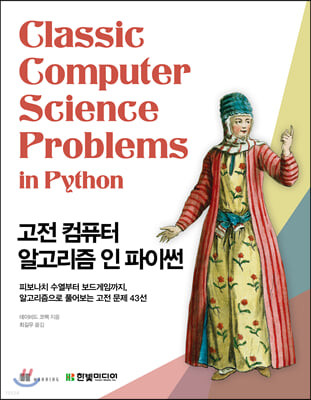 Classic
Computer
Science
Problems
in Python
고전 컴퓨터
알고리즘 인 파이썬
피보나치 수열부터 보드게임까지,
알고리즘으로 풀어보는 고전 문제 43선
데이비드 코펙 지음
최길우 옮김
MANNING
한빛미디어